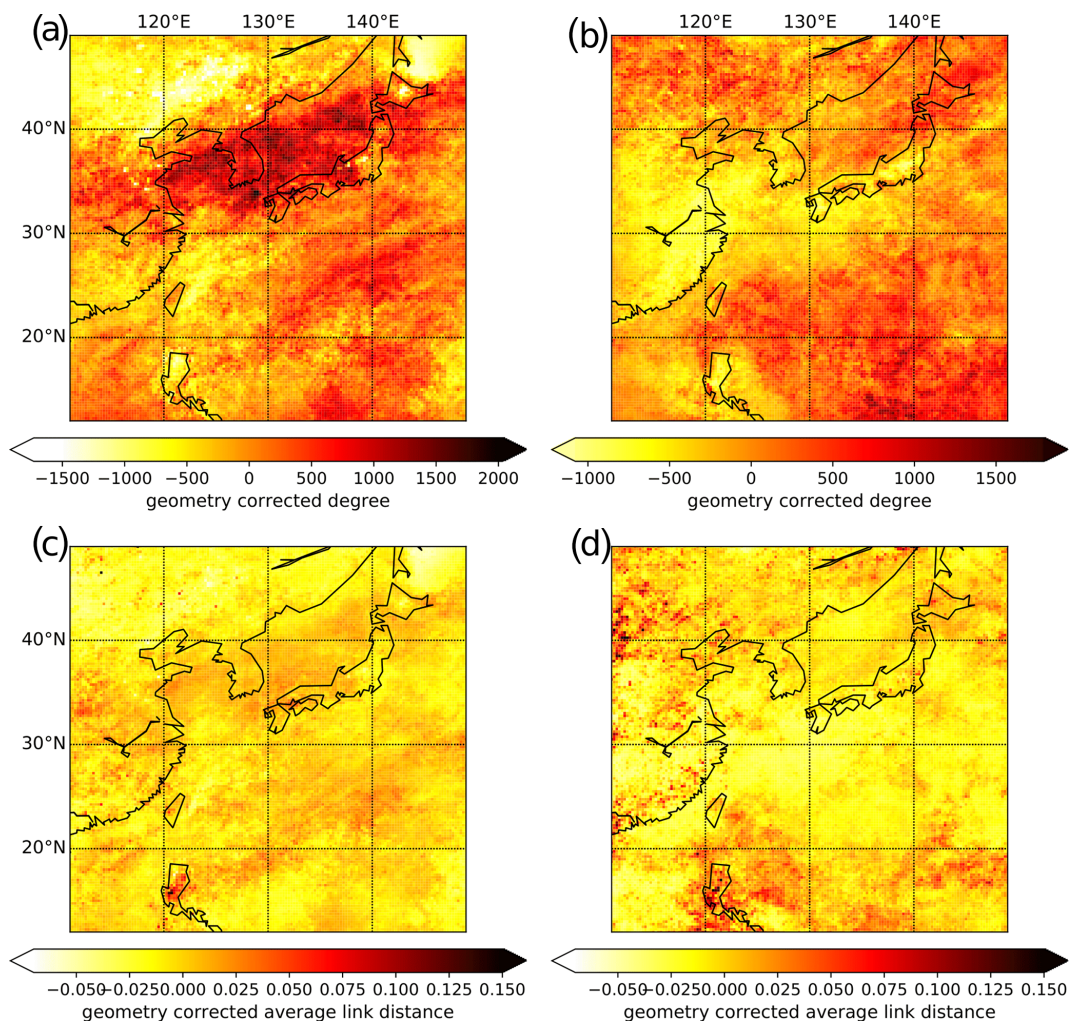 (a) 120°E 130°E 140°E (b) 120°E 130°E 140°E
40°N
30°N
20°N
−1500 −1000 −500 0 500 1000 1500 2000 −1000 −500 0 500 1000 1500
geometry corrected degree geometry corrected degree
(c) (d)
40°N
30°N
20°N
−0.050 −0.025 0.000 0.025 0.050 0.075 0.100 0.125 0.150 −0.050 −0.025 0.000 0.025 0.050 0.075 0.100 0.125 0.150
geometry corrected average link distance geometry corrected average link distance